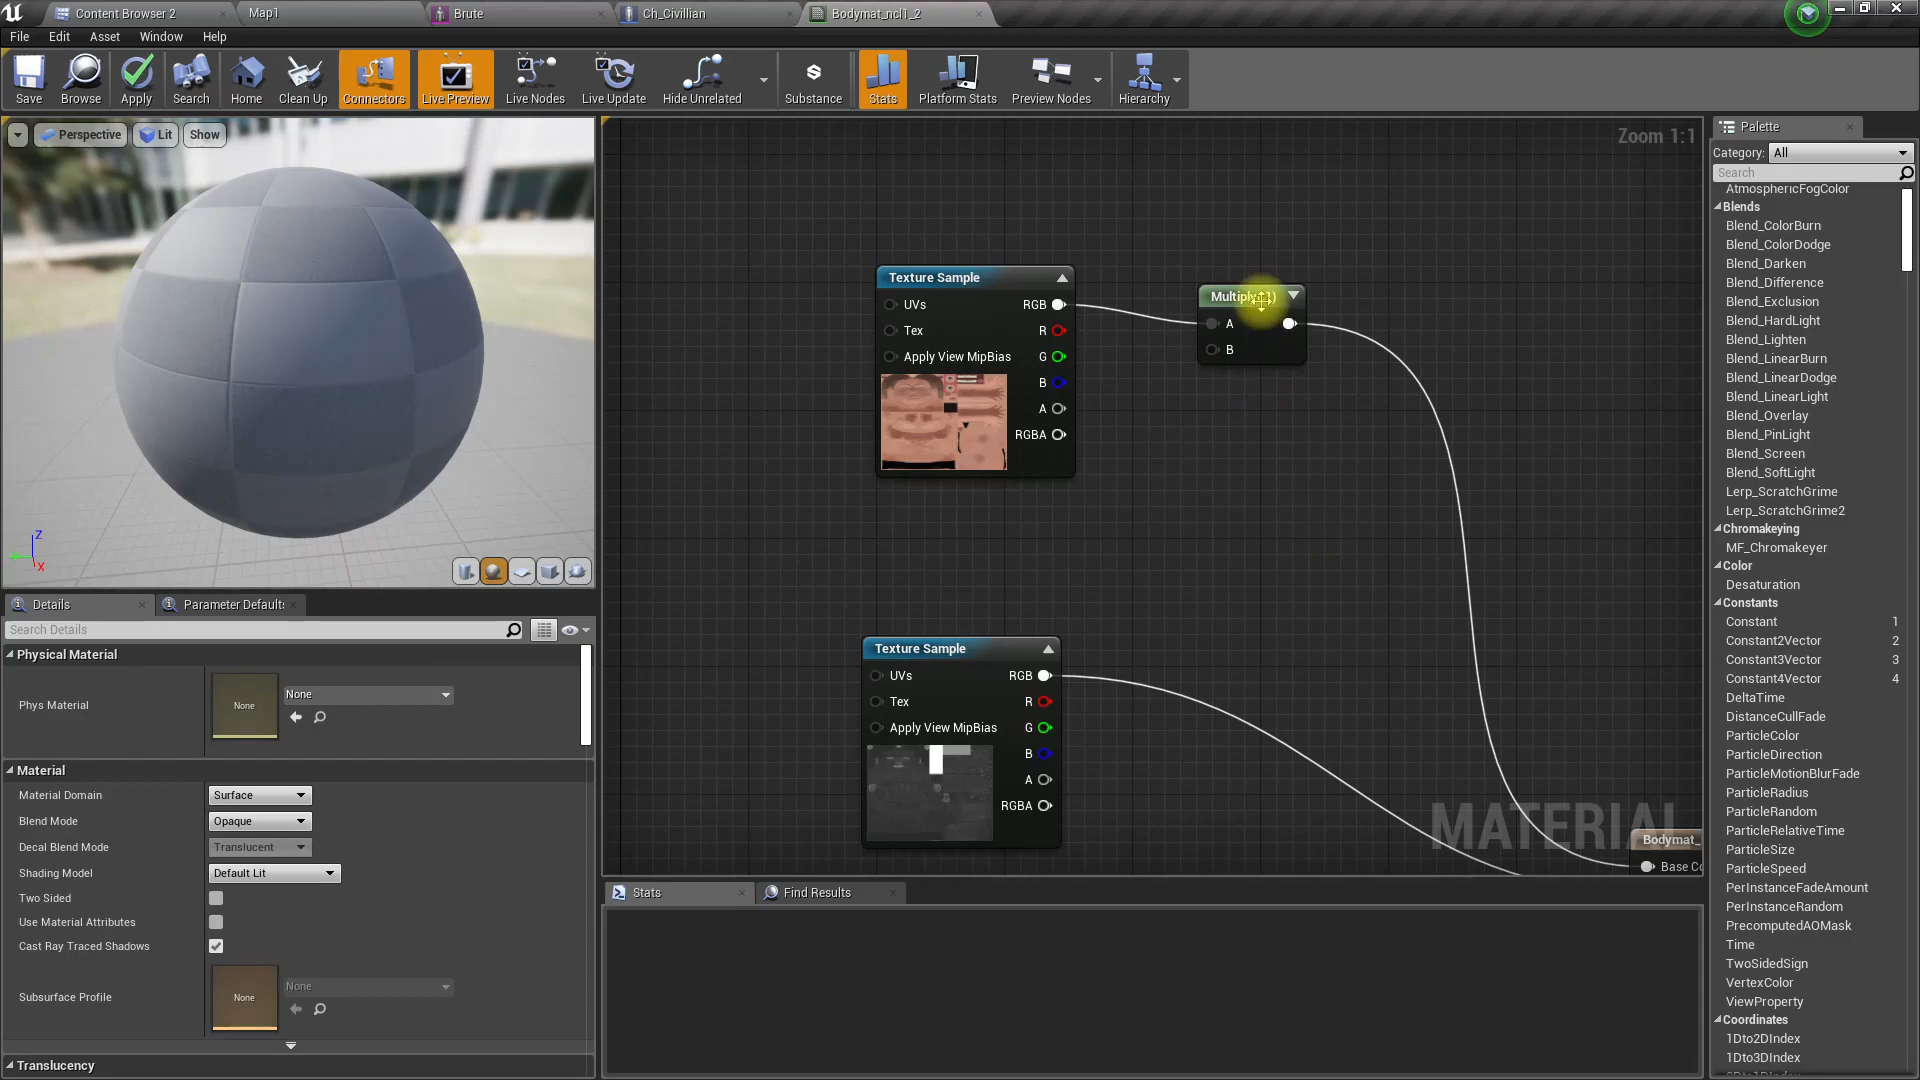 Content Browser 2
Map1
Brute
Ch_Civillian
Bodymat_ncl1_2
File Edit Asset Window Help
Save Browse Apply Search Home Clean Up Connectors Live Preview Live Nodes Live Update Hide Unrelated Substance Stats Platform Stats Preview Nodes Hierarchy
Perspective Lit Show
Z
X
Zoom 1:1
Texture Sample
UVs RGB
Tex R
Apply View MipBias G
B
A
RGBA
A
B
Texture Sample
UVs RGB
Tex R
Apply View MipBias G
B
A
RGBA
MATERIAL
Bodymat_
Base Co
Details Parameter Defaults
Search Details
Physical Material
Phys Material None None
Material
Material Domain Surface
Blend Mode Opaque
Decal Blend Mode Translucent
Shading Model Default Lit
Two Sided
Use Material Attributes
Cast Ray Traced Shadows
Subsurface Profile None None
Translucency
Stats Find Results
Palette
Category: All
Search
AtmosphericFogColor
Blends
Blend_ColorBurn
Blend_ColorDodge
Blend_Darken
Blend_Difference
Blend_Exclusion
Blend_HardLight
Blend_Lighten
Blend_LinearBurn
Blend_LinearDodge
Blend_LinearLight
Blend_Overlay
Blend_PinLight
Blend_Screen
Blend_SoftLight
Lerp_ScratchGrime
Lerp_ScratchGrime2
Chromakeying
MF_Chromakeyer
Color
Desaturation
Constants
Constant 1
Constant2Vector 2
Constant3Vector 3
Constant4Vector 4
DeltaTime
DistanceCullFade
ParticleColor
ParticleDirection
ParticleMotionBlurFade
ParticleRadius
ParticleRandom
ParticleRelativeTime
ParticleSize
ParticleSpeed
PerInstanceFadeAmount
PerInstanceRandom
PrecomputedAOMask
Time
TwoSidedSign
VertexColor
ViewProperty
Coordinates
1Dto2DIndex
1Dto3DIndex